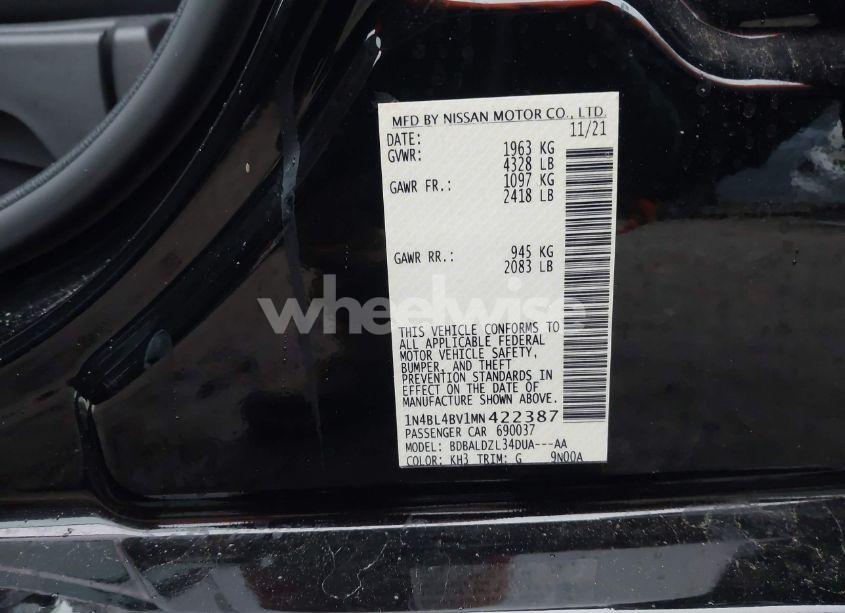 MFD BY NISSAN MOTOR CO., LTD.
DATE: 11/21
GVWR: 1963 KG
4328 LB
GAWR FR.: 1097 KG
2418 LB
GAWR RR.: 945 KG
2083 LB
wheelwise
THIS VEHICLE CONFORMS TO
ALL APPLICABLE FEDERAL
MOTOR VEHICLE SAFETY,
BUMPER, AND THEFT
PREVENTION STANDARDS IN
EFFECT ON THE DATE OF
MANUFACTURE SHOWN ABOVE.
1N4BL4BV1MN422387
PASSENGER CAR 690037
MODEL: BDBALDZL34DUA---AA
COLOR: KH3 TRIM: G 9N00A